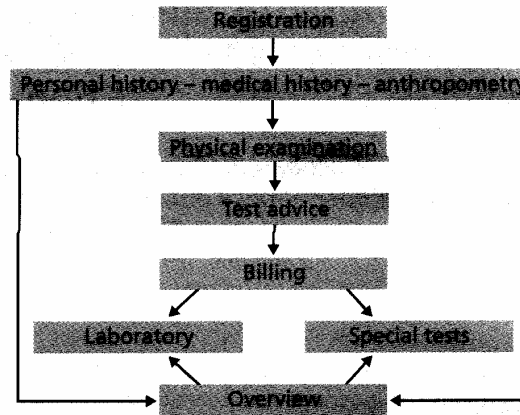 Registration
Personal history – medical history – anthropometry
Physical examination
Test advice
Billing
Laboratory
Special tests
Overview